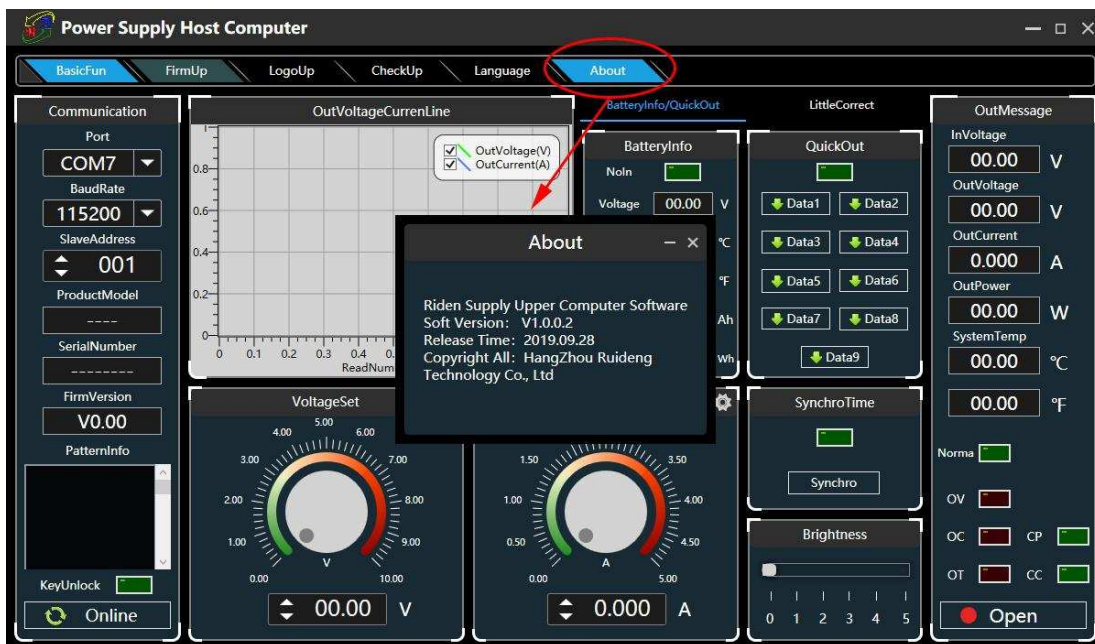 Power Supply Host Computer
BasicFun FirmUp LogoUp CheckUp Language About
Communication
Port
COM7
BaudRate
115200
SlaveAddress
001
ProductModel
----
SerialNumber
--------
FirmVersion
V0.00
PatternInfo
KeyUnlock
Online
OutVoltageCurrenLine
OutVoltage(V)
OutCurrent(A)
1
0.8
0.6
0.4
0.2
0
0 0.1 0.2 0.3 0.4
ReadNum
BatteryInfo/QuickOut LittleCorrect
BatteryInfo
NoIn
Voltage 00.00 V
℃
℉
Ah
Wh
QuickOut
Data1 Data2
Data3 Data4
Data5 Data6
Data7 Data8
Data9
About
Riden Supply Upper Computer Software
Soft Version: V1.0.0.2
Release Time: 2019.09.28
Copyright All: HangZhou Ruideng
Technology Co., Ltd
VoltageSet
0.00 1.00 2.00 3.00 4.00 5.00 6.00 7.00 8.00 9.00 10.00
V
00.00 V
0.00 0.50 1.00 1.50 3.50 4.00 4.50 5.00
A
0.000 A
SynchroTime
Synchro
Brightness
0 1 2 3 4 5
OutMessage
InVoltage
00.00 V
OutVoltage
00.00 V
OutCurrent
0.000 A
OutPower
00.00 W
SystemTemp
00.00 ℃
00.00 ℉
Norma
OV
OC CP
OT CC
Open